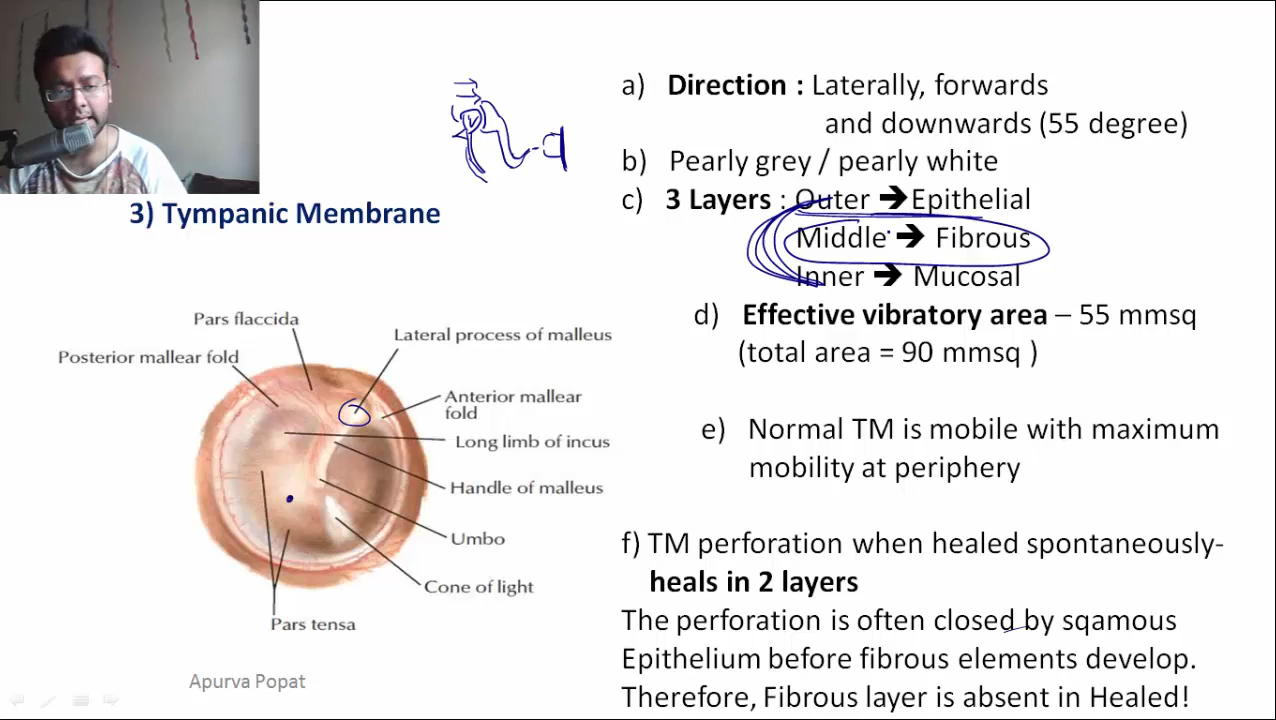 a) Direction : Laterally, forwards
and downwards (55 degree)
b) Pearly grey / pearly white
c) 3 Layers : Outer ➔Epithelial
Middle ➔ Fibrous
Inner ➔ Mucosal
3) Tympanic Membrane
d) Effective vibratory area – 55 mmsq
(total area = 90 mmsq )
e) Normal TM is mobile with maximum
mobility at periphery
f) TM perforation when healed spontaneously-
heals in 2 layers
The perforation is often closed by sqamous
Epithelium before fibrous elements develop.
Therefore, Fibrous layer is absent in Healed!
Pars flaccida
Lateral process of malleus
Posterior mallear fold
Anterior mallear
fold
Long limb of incus
Handle of malleus
Umbo
Cone of light
Pars tensa
Apurva Popat